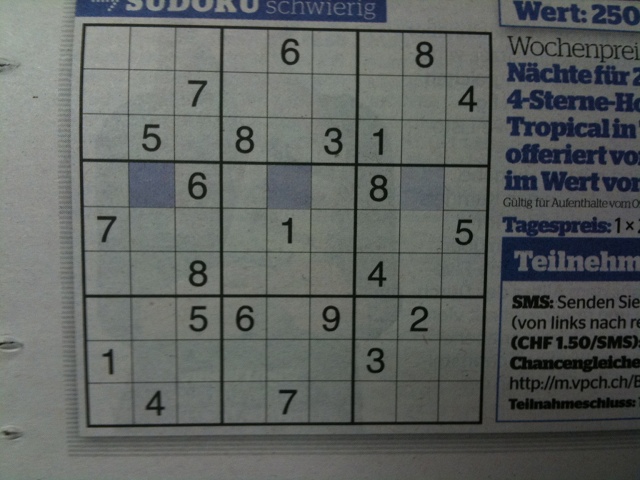 SUDOKU schwierig
6 8
7 4
5 8 3 1
6 8
7 1 5
8 4
5 6 9 2
1 3
4 7
Wert: 250
Wochenprei
Nächte für 2
4-Sterne-Ho
Tropical in
offeriert vo
im Wert von
Gültig für Aufenthalte vom 0
Tagespreis: 1 ×
Teilnehm
SMS: Senden Sie
(von links nach re
(CHF 1.50/SMS)
Chancengleiche
http://m.vpch.ch/E
Teilnahmeschluss: